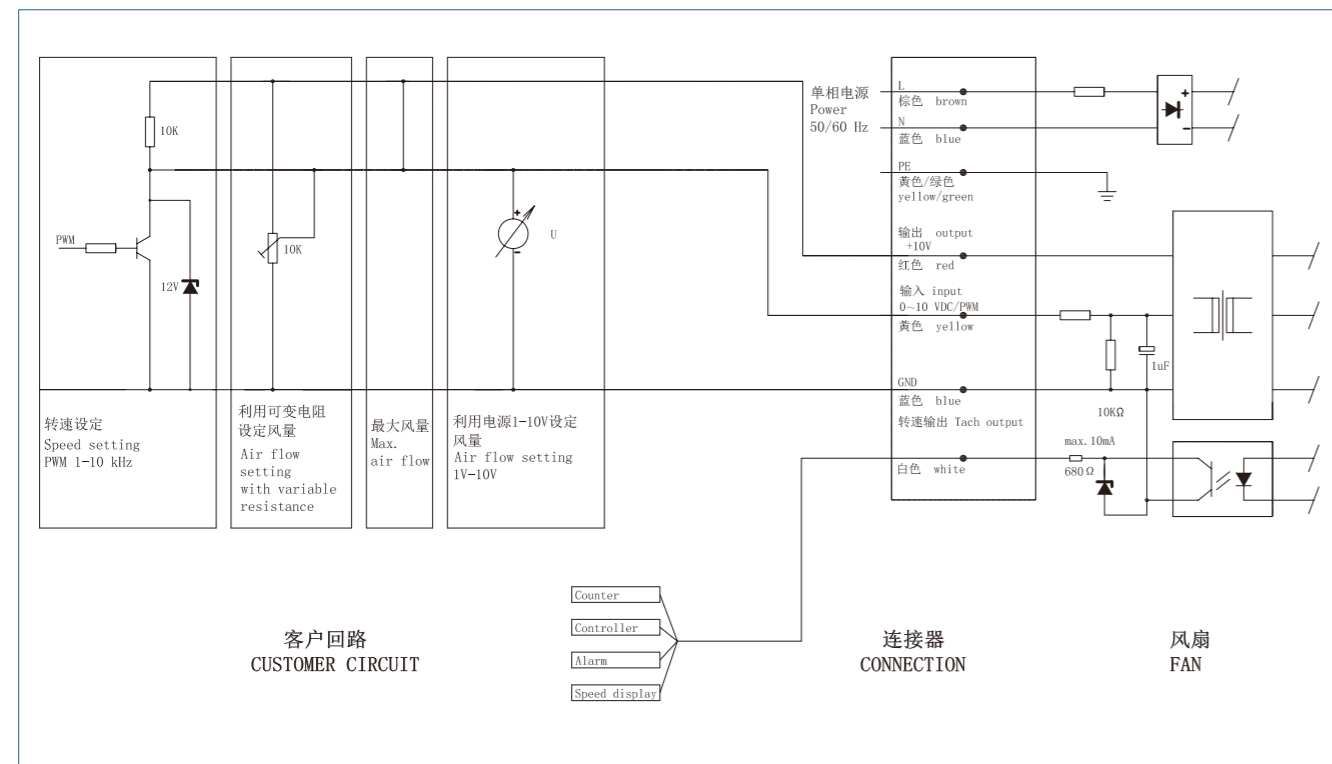 10K
PWM
12V
转速设定
Speed setting
PWM 1-10 kHz
10K
利用可变电阻
设定风量
Air flow
setting
with variable
resistance
最大风量
Max.
air flow
+
-
U
利用电源1-10V设定
风量
Air flow setting
1V-10V
单相电源
Power
50/60 Hz
L
棕色 brown
N
蓝色 blue
PE
黄色/绿色
yellow/green
输出 output
+10V
红色 red
输入 input
0~10 VDC/PWM
黄色 yellow
GND
蓝色 blue
转速输出 Tach output
白色 white
+
-
1uF
10KΩ
max. 10mA
680Ω
Counter
Controller
Alarm
Speed display
客户回路
CUSTOMER CIRCUIT
连接器
CONNECTION
风扇
FAN